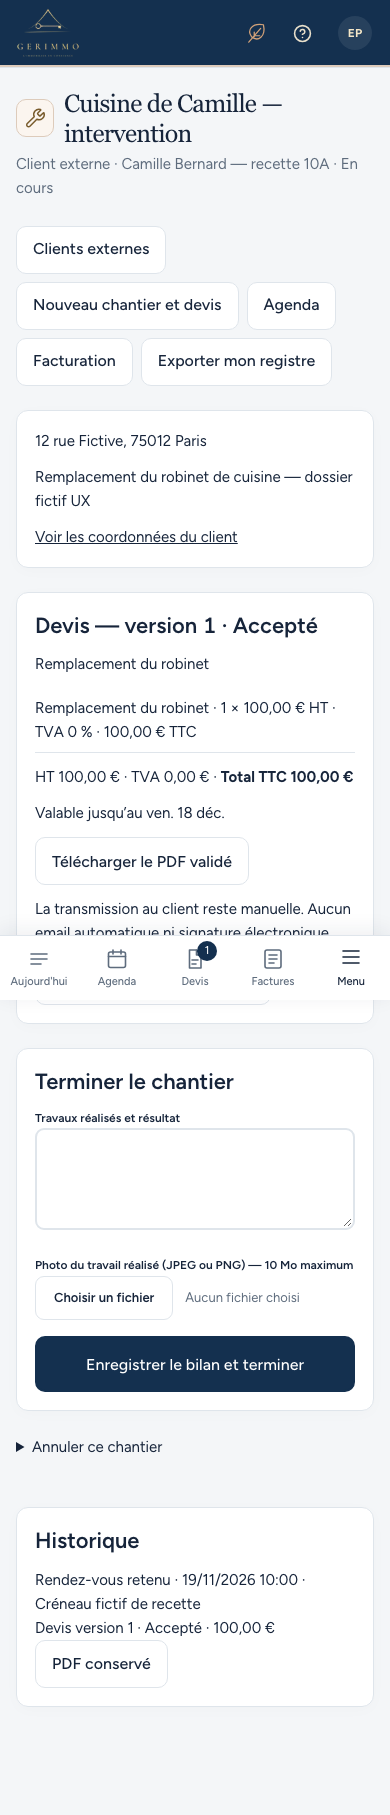 GERIMMO
EP
Cuisine de Camille —
intervention
Client externe · Camille Bernard — recette 10A · En
cours
Clients externes
Nouveau chantier et devis
Agenda
Facturation
Exporter mon registre
12 rue Fictive, 75012 Paris
Remplacement du robinet de cuisine — dossier
fictif UX
Voir les coordonnées du client
Devis — version 1 · Accepté
Remplacement du robinet
Remplacement du robinet · 1 × 100,00 € HT ·
TVA 0 % · 100,00 € TTC
HT 100,00 € · TVA 0,00 € · Total TTC 100,00 €
Valable jusqu’au ven. 18 déc.
Télécharger le PDF validé
La transmission au client reste manuelle. Aucun
email automatique ni signature électronique
1
Aujourd'hui
Agenda
Devis
Factures
Menu
Terminer le chantier
Travaux réalisés et résultat
Photo du travail réalisé (JPEG ou PNG) — 10 Mo maximum
Choisir un fichier
Aucun fichier choisi
Enregistrer le bilan et terminer
Annuler ce chantier
Historique
Rendez-vous retenu · 19/11/2026 10:00 ·
Créneau fictif de recette
Devis version 1 · Accepté · 100,00 €
PDF conservé